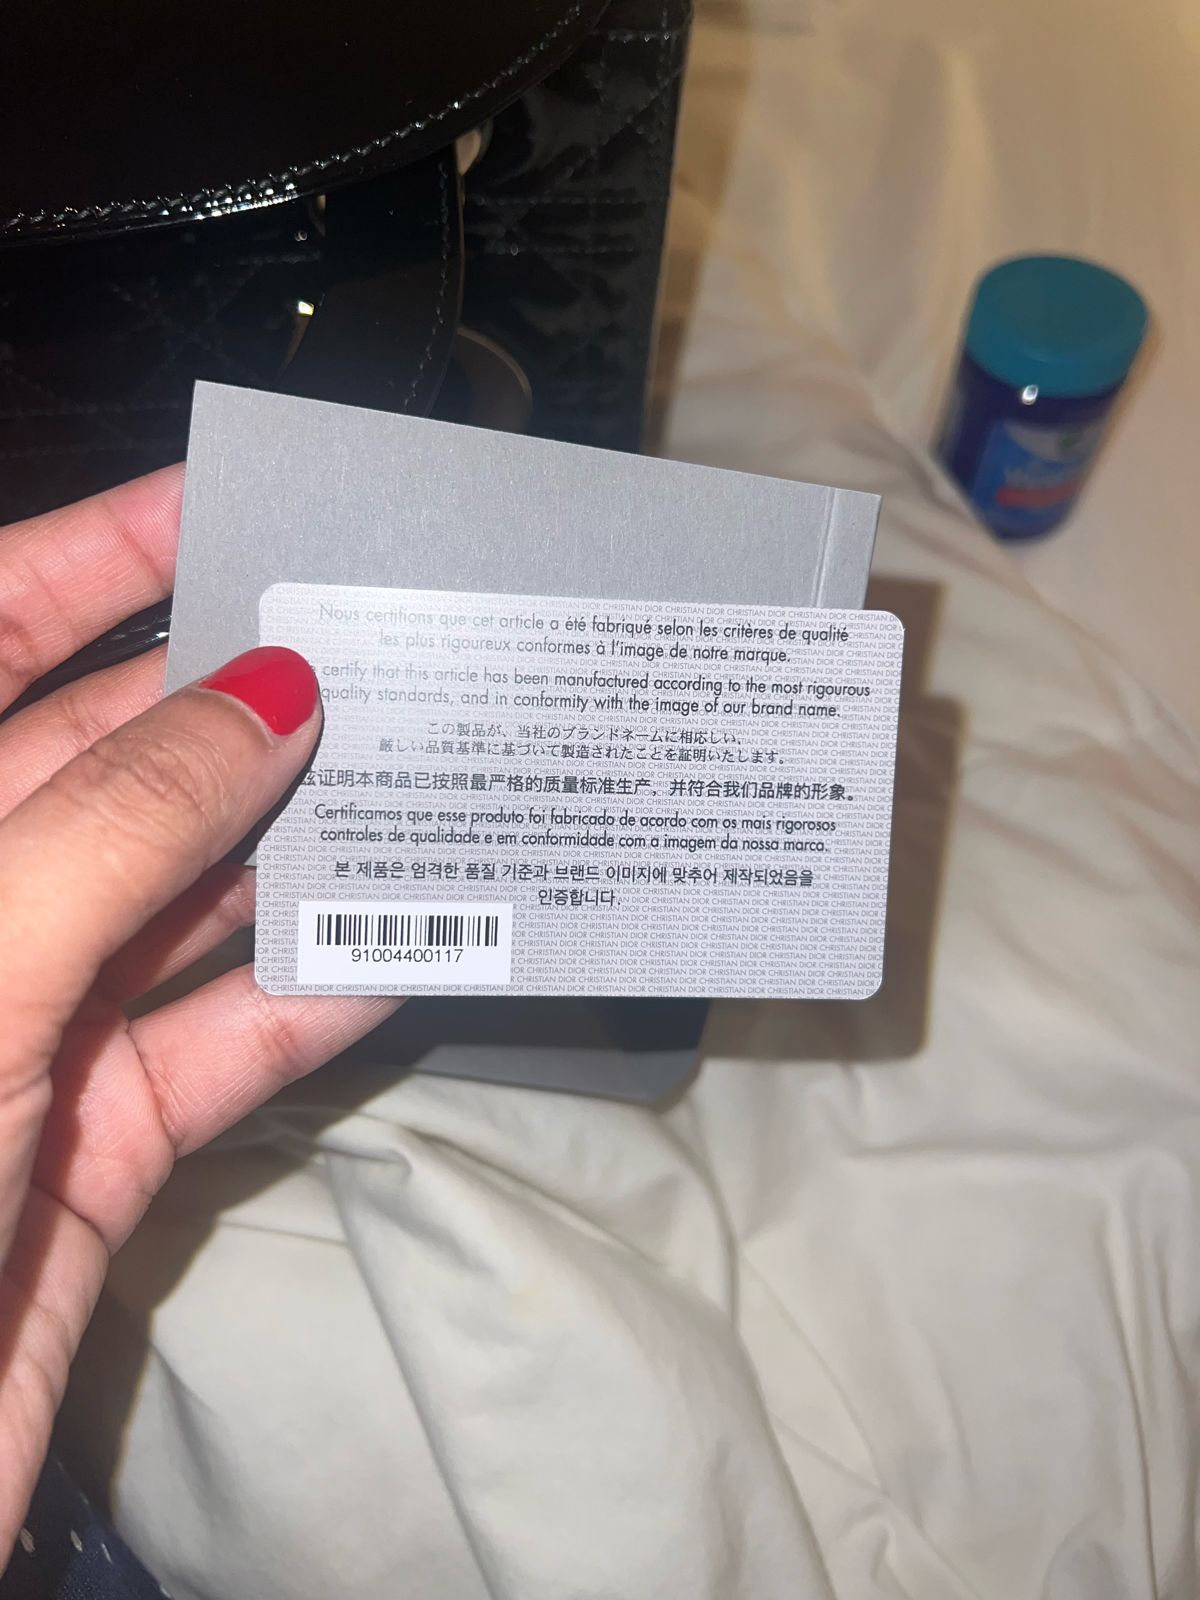 Nous certifions que cet article a été fabriqué selon les critères de qualité
les plus rigoureux conformes à l'image de notre marque.
certify that this article has been manufactured according to the most rigourous
quality standards, and in conformity with the image of our brand name.
この製品が、当社のブランドネームに相応しい、
厳しい品質基準に基づいて製造されたことを証明いたします。
兹证明本商品已按照最严格的质量标准生产，并符合我们品牌的形象。
Certificamos que esse produto foi fabricado de acordo com os mais rigorosos
controles de qualidade e em conformidade com a imagem da nossa marca.
본 제품은 엄격한 품질 기준과 브랜드 이미지에 맞추어 제작되었음을
인증합니다.
91004400117
CHRISTIAN DIOR CHRISTIAN DIOR CHRISTIAN DIOR CHRISTIAN DIOR